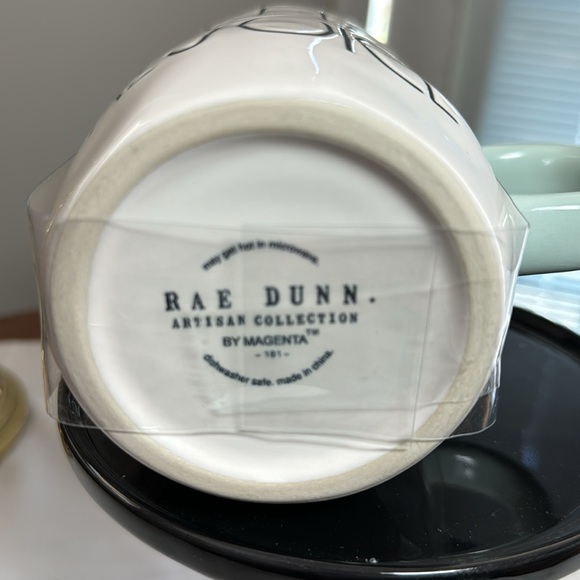 may get hot in microwave.
RAE DUNN.
ARTISAN COLLECTION
BY MAGENTA™
– 181 –
dishwasher safe. made in china.